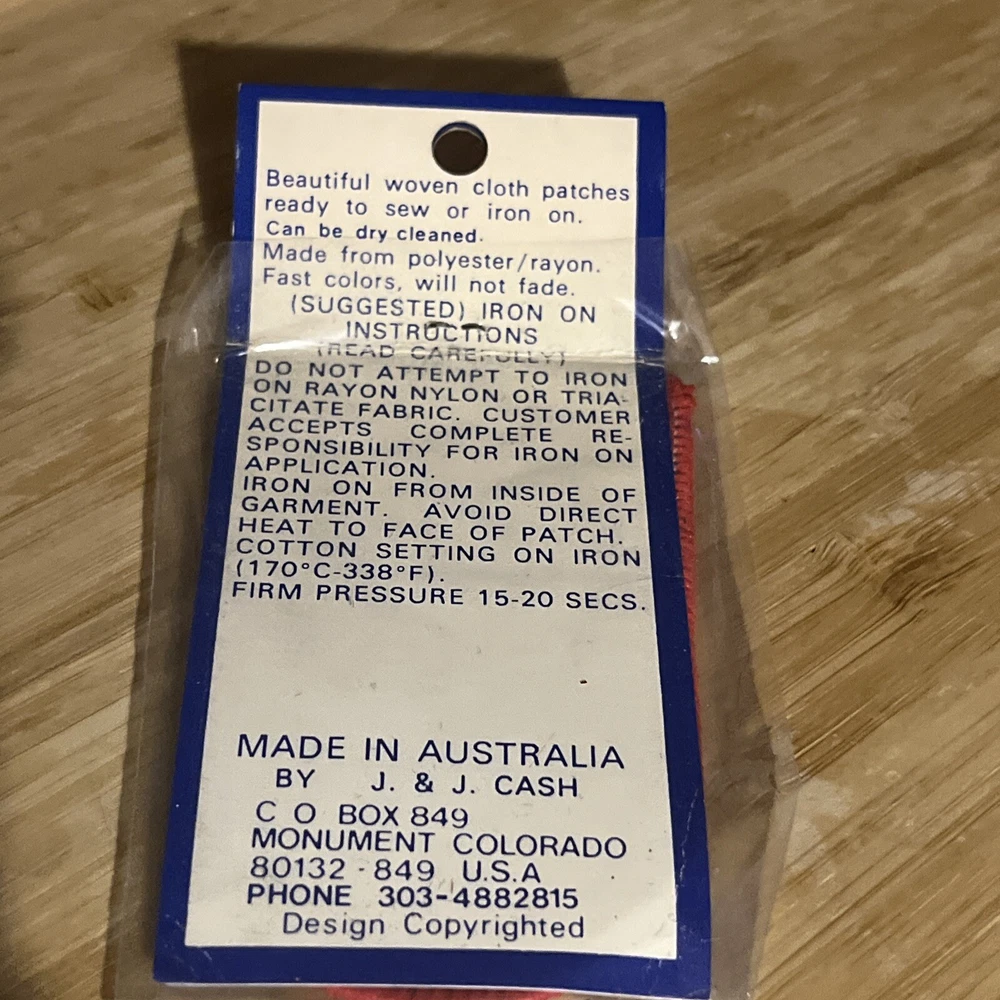 Beautiful woven cloth patches
ready to sew or iron on.
Can be dry cleaned.
Made from polyester/rayon.
Fast colors, will not fade.
(SUGGESTED) IRON ON
INSTRUCTIONS
(READ CAREFULLY)
DO NOT ATTEMPT TO IRON
ON RAYON NYLON OR TRIA-
CITATE FABRIC. CUSTOMER
ACCEPTS COMPLETE RE-
SPONSIBILITY FOR IRON ON
APPLICATION.
IRON ON FROM INSIDE OF
GARMENT. AVOID DIRECT
HEAT TO FACE OF PATCH.
COTTON SETTING ON IRON
(170°C-338°F).
FIRM PRESSURE 15-20 SECS.
MADE IN AUSTRALIA
BY J. & J. CASH
C O BOX 849
MONUMENT COLORADO
80132-849 U.S.A
PHONE 303-4882815
Design Copyrighted